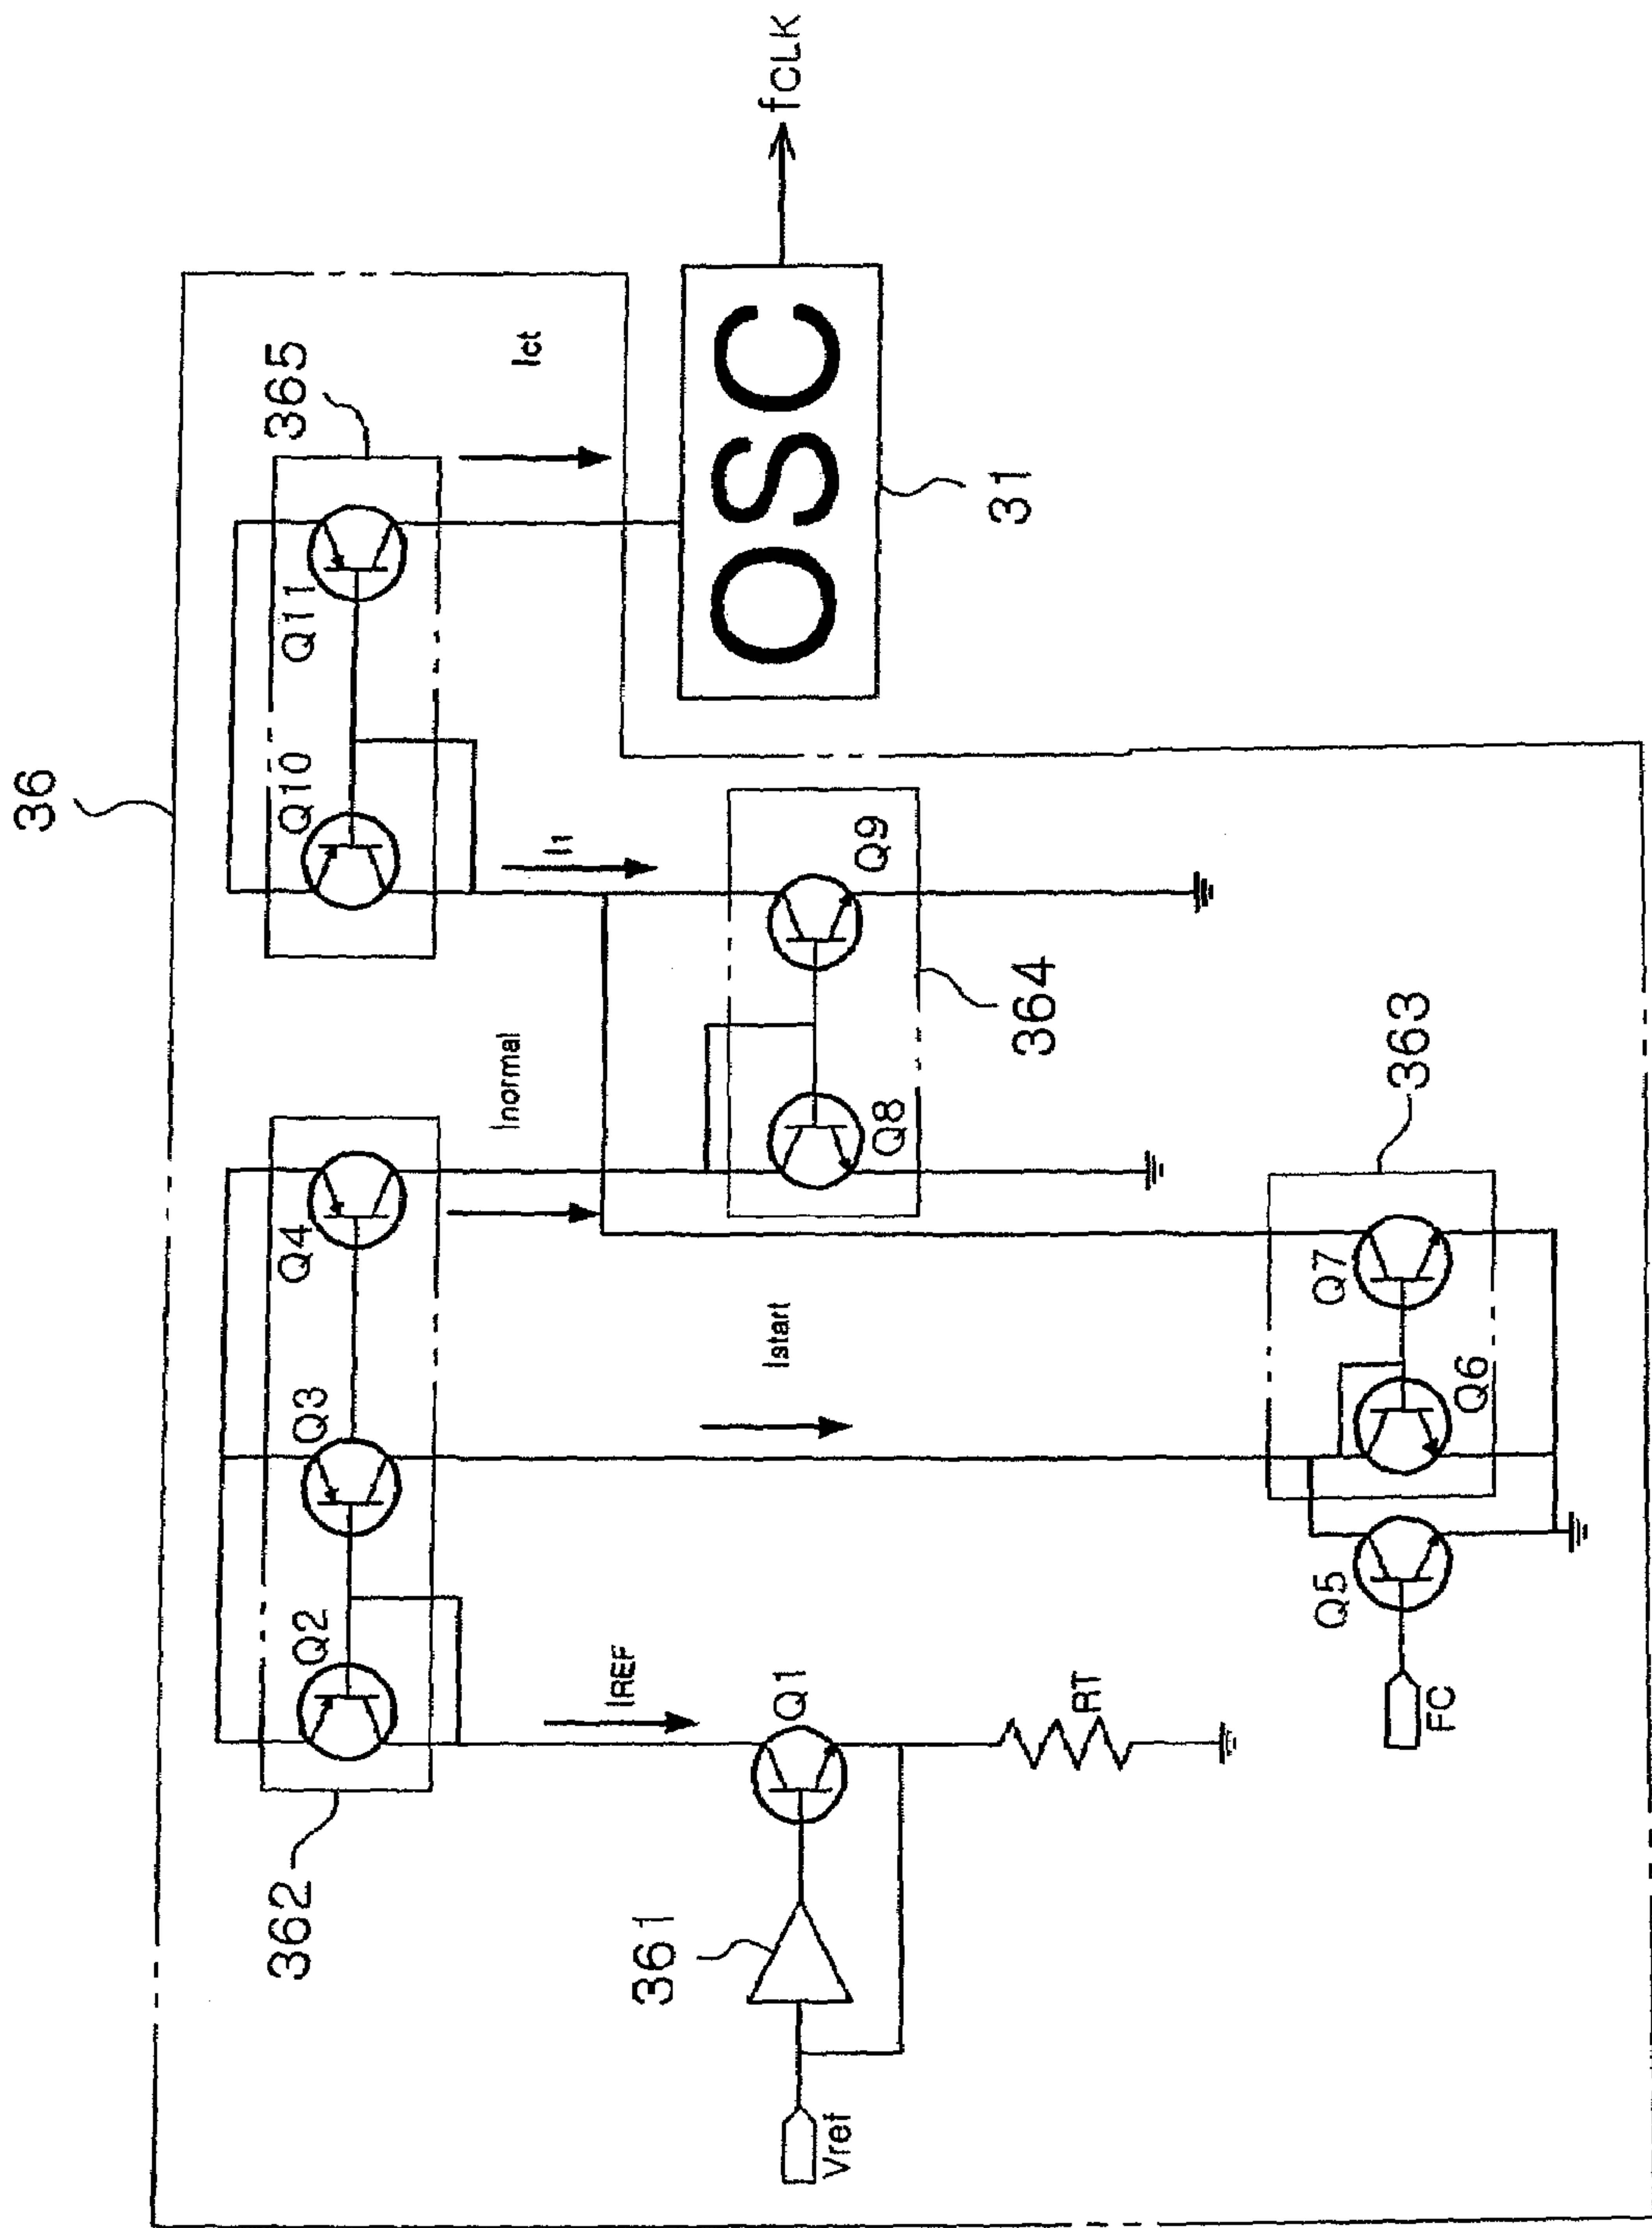 36
362
Q2
Q3
Q4
Q10
Q11
365
IREF
Istart
Inormal
I1
Ict
361
Vref
Q1
RT
Q8
Q9
364
OSC
31
fCLK
FC
Q5
Q6
Q7
363